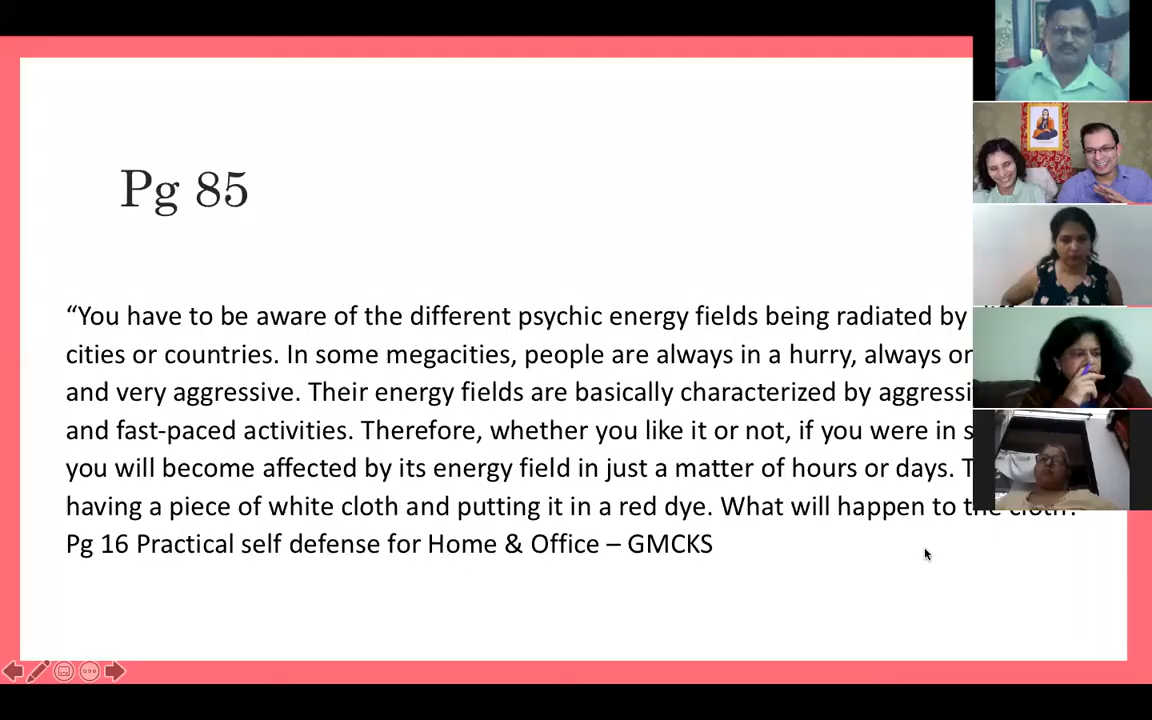 Pg 85
“You have to be aware of the different psychic energy fields being radiated by
cities or countries. In some megacities, people are always in a hurry, always
and very aggressive. Their energy fields are basically characterized by
and fast-paced activities. Therefore, whether you like it or not, if you were in
you will become affected by its energy field in just a matter of hours or days.
having a piece of white cloth and putting it in a red dye. What will happen to the cloth?
Pg 16 Practical self defense for Home & Office – GMCKS